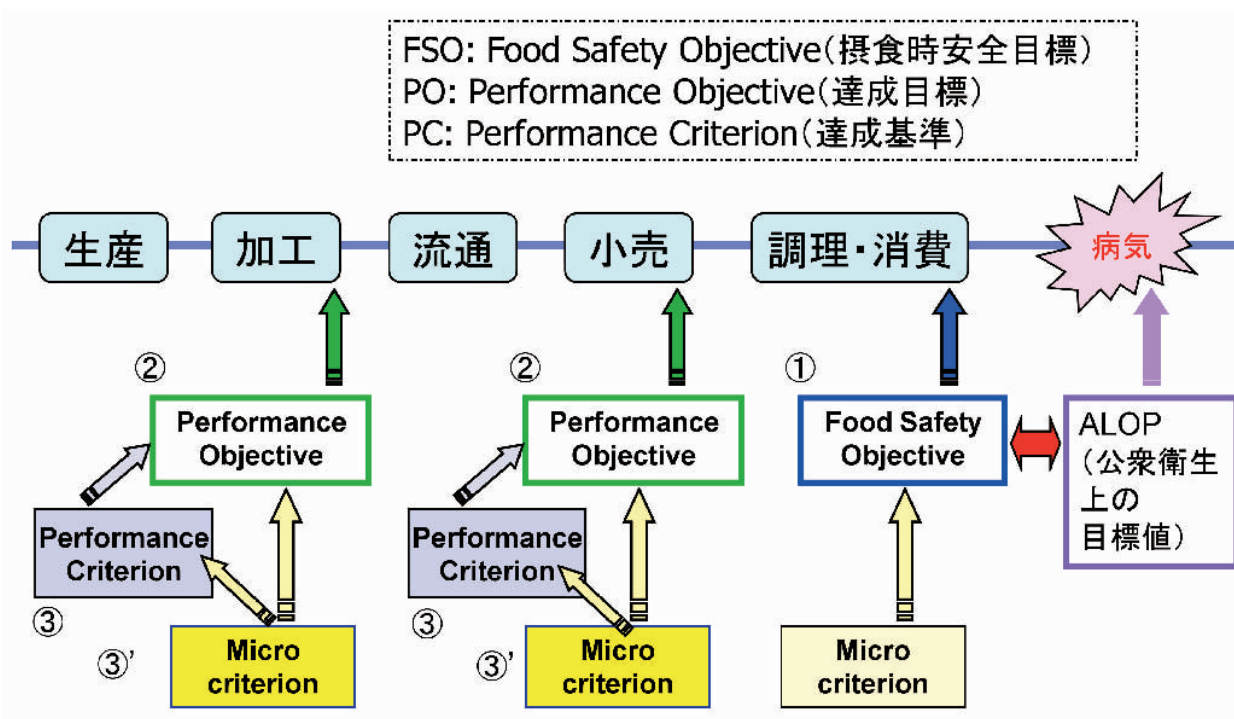 FSO: Food Safety Objective(摂食時安全目標)
PO: Performance Objective(達成目標)
PC: Performance Criterion(達成基準)
生産
加工
流通
小売
調理・消費
病気
②
②
①
Performance
Objective
Performance
Objective
Food Safety
Objective
ALOP
(公衆衛生
上の
目標値)
Performance
Criterion
Performance
Criterion
③
③
③'
③'
Micro
criterion
Micro
criterion
Micro
criterion